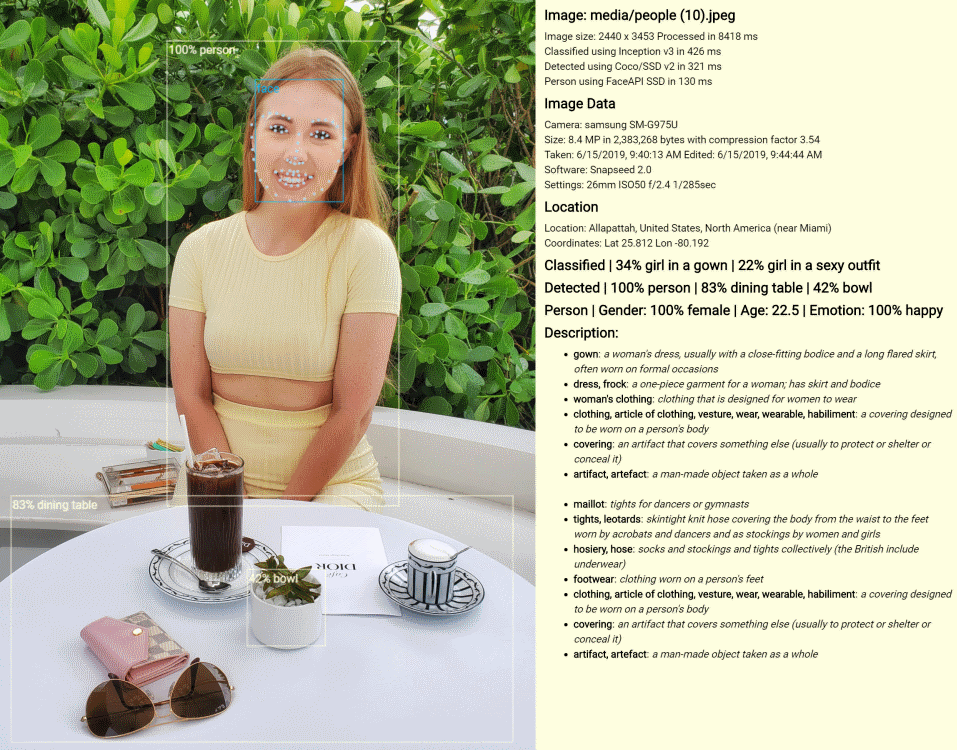 100% person
face
83% dining table
42% bowl
Café
DIOR
Image: media/people (10).jpeg
Image size: 2440 x 3453 Processed in 8418 ms
Classified using Inception v3 in 426 ms
Detected using Coco/SSD v2 in 321 ms
Person using FaceAPI SSD in 130 ms
Image Data
Camera: samsung SM-G975U
Size: 8.4 MP in 2,383,268 bytes with compression factor 3.54
Taken: 6/15/2019, 9:40:13 AM Edited: 6/15/2019, 9:44:44 AM
Software: Snapseed 2.0
Settings: 26mm ISO50 f/2.4 1/285sec
Location
Location: Allapattah, United States, North America (near Miami)
Coordinates: Lat 25.812 Lon -80.192
Classified | 34% girl in a gown | 22% girl in a sexy outfit
Detected | 100% person | 83% dining table | 42% bowl
Person | Gender: 100% female | Age: 22.5 | Emotion: 100% happy
Description:
• gown: a woman's dress, usually with a close-fitting bodice and a long flared skirt,
often worn on formal occasions
• dress, frock: a one-piece garment for a woman; has skirt and bodice
• woman's clothing: clothing that is designed for women to wear
• clothing, article of clothing, vesture, wear, wearable, habiliment: a covering designed
to be worn on a person's body
• covering: an artifact that covers something else (usually to protect or shelter or
conceal it)
• artifact, artefact: a man-made object taken as a whole
• maillot: tights for dancers or gymnasts
• tights, leotards: skintight knit hose covering the body from the waist to the feet
worn by acrobats and dancers and as stockings by women and girls
• hosiery, hose: socks and stockings and tights collectively (the British include
underwear)
• footwear: clothing worn on a person's feet
• clothing, article of clothing, vesture, wear, wearable, habiliment: a covering designed
to be worn on a person's body
• covering: an artifact that covers something else (usually to protect or shelter or
conceal it)
• artifact, artefact: a man-made object taken as a whole